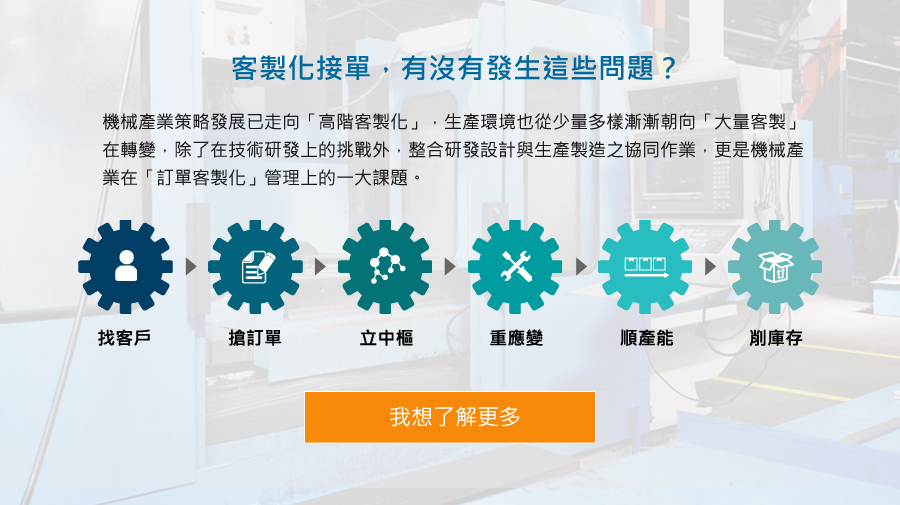 客製化接單，有沒有發生這些問題？
機械產業策略發展已走向「高階客製化」，生產環境也從少量多樣漸漸朝向「大量客製」
在轉變，除了在技術研發上的挑戰外，整合研發設計與生產製造之協同作業，更是機械產
業在「訂單客製化」管理上的一大課題。
找客戶 搶訂單 立中樞 重應變 順產能 削庫存
我想了解更多